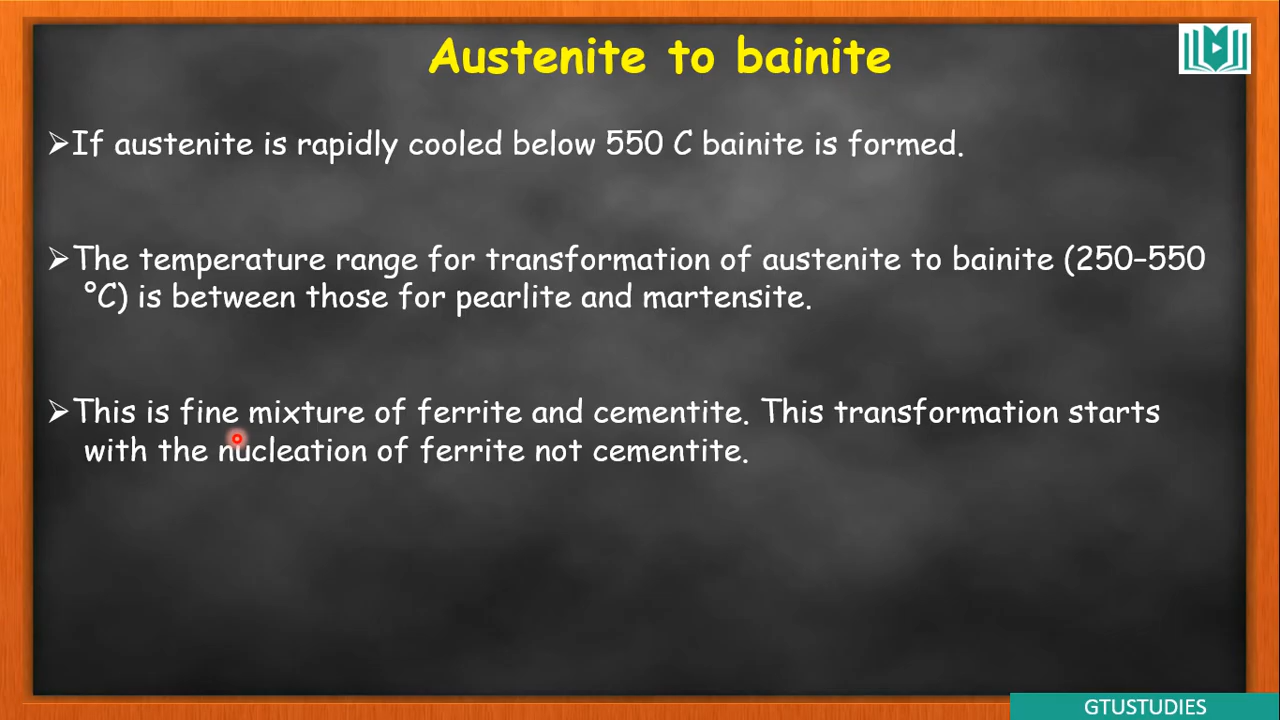 Austenite to bainite
➢If austenite is rapidly cooled below 550 C bainite is formed.
➢The temperature range for transformation of austenite to bainite (250–550
°C) is between those for pearlite and martensite.
➢This is fine mixture of ferrite and cementite. This transformation starts
with the nucleation of ferrite not cementite.
GTUSTUDIES